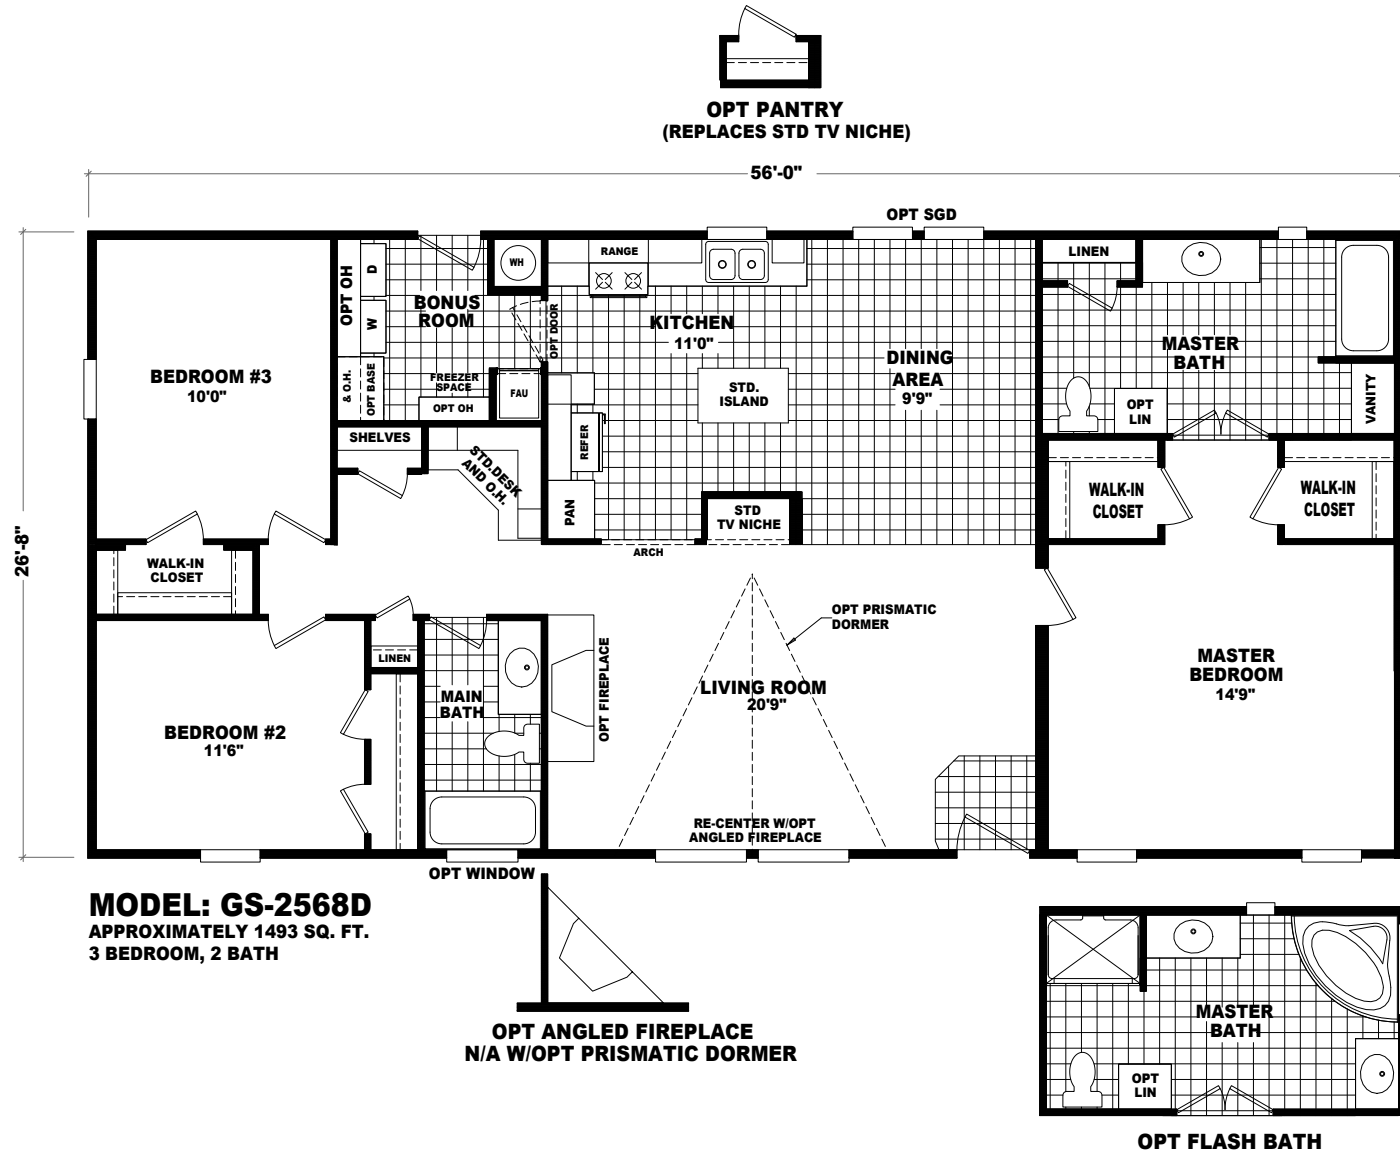 OPT PANTRY
(REPLACES STD TV NICHE)
56'-0"
26'-8"
OPT SGD
BEDROOM #3
10'0"
OPT OH
D
W
& O.H.
OPT BASE
BONUS
ROOM
WH
OPT DOOR
FREEZER
SPACE
OPT OH
FAU
SHELVES
STD.DESK
AND O.H.
RANGE
KITCHEN
11'0"
STD.
ISLAND
REFER
PAN
DINING
AREA
9'9"
STD
TV NICHE
ARCH
LINEN
MASTER
BATH
OPT
LIN
VANITY
WALK-IN
CLOSET
WALK-IN
CLOSET
WALK-IN
CLOSET
LINEN
BEDROOM #2
11'6"
MAIN
BATH
OPT FIREPLACE
OPT PRISMATIC
DORMER
LIVING ROOM
20'9"
RE-CENTER W/OPT
ANGLED FIREPLACE
MASTER
BEDROOM
14'9"
OPT WINDOW
MODEL: GS-2568D
APPROXIMATELY 1493 SQ. FT.
3 BEDROOM, 2 BATH
OPT ANGLED FIREPLACE
N/A W/OPT PRISMATIC DORMER
MASTER
BATH
OPT
LIN
OPT FLASH BATH